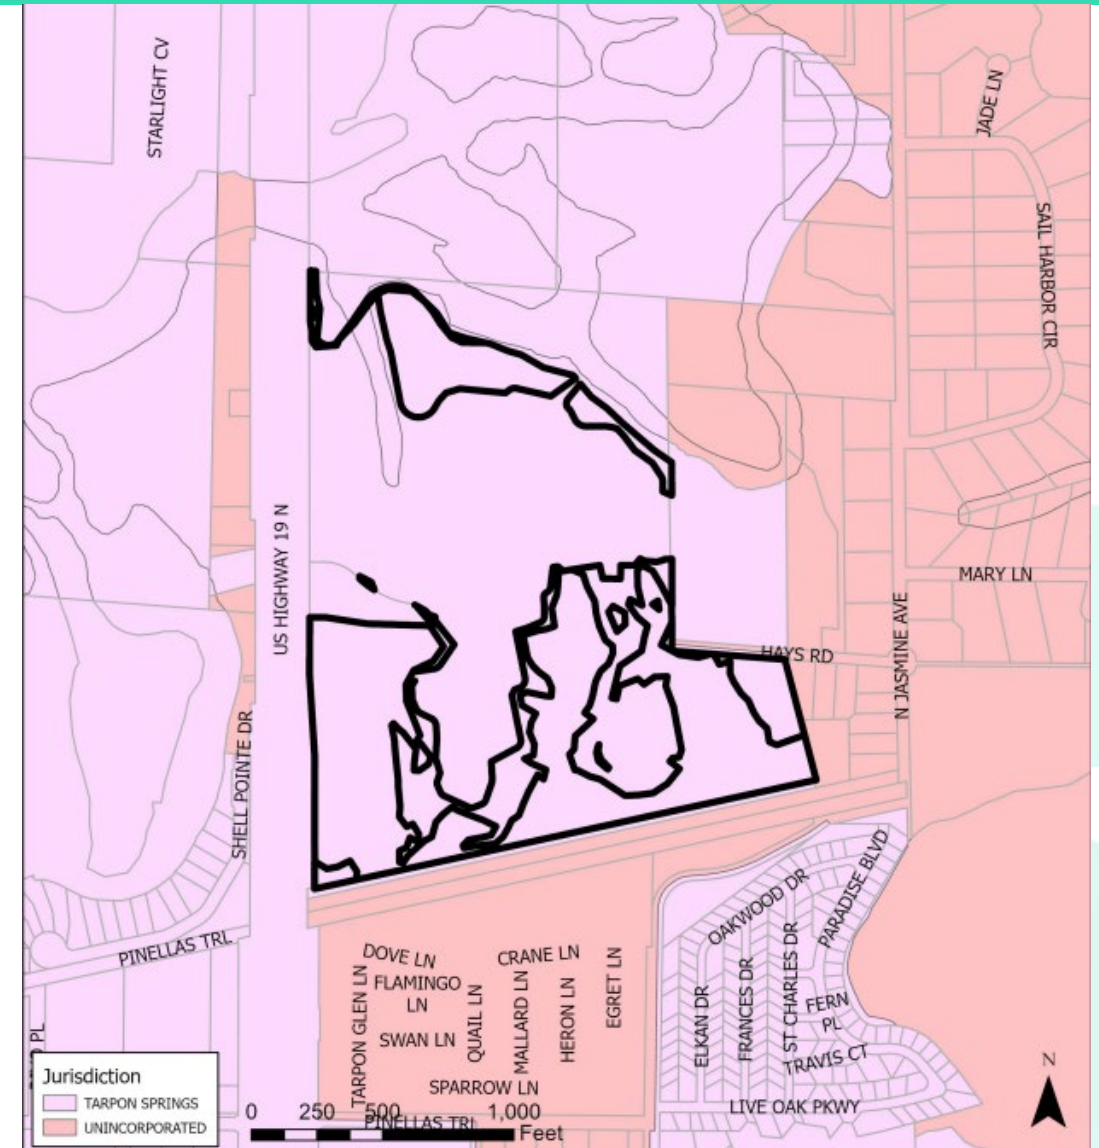 STARLIGHT CV
JADE LN
SAIL HARBOR CIR
US HIGHWAY 19 N
MARY LN
HAYS RD
N JASMINE AVE
SHELL POINTE DR
PINELLAS TRL
OAKWOOD DR
PARADISE BLVD
DOVE LN
CRANE LN
FLAMINGO
LN
TARPON GLEN LN
QUAIL LN
MALLARD LN
HERON LN
EGRET LN
SWAN LN
SPARROW LN
PINELLAS TRL
ELKAN DR
FRANCES DR
ST CHARLES DR
FERN
PL
TRAVIS CT
LIVE OAK PKWY
PL
Jurisdiction
TARPON SPRINGS
UNINCORPORATED
0 250 500 1,000
Feet
N